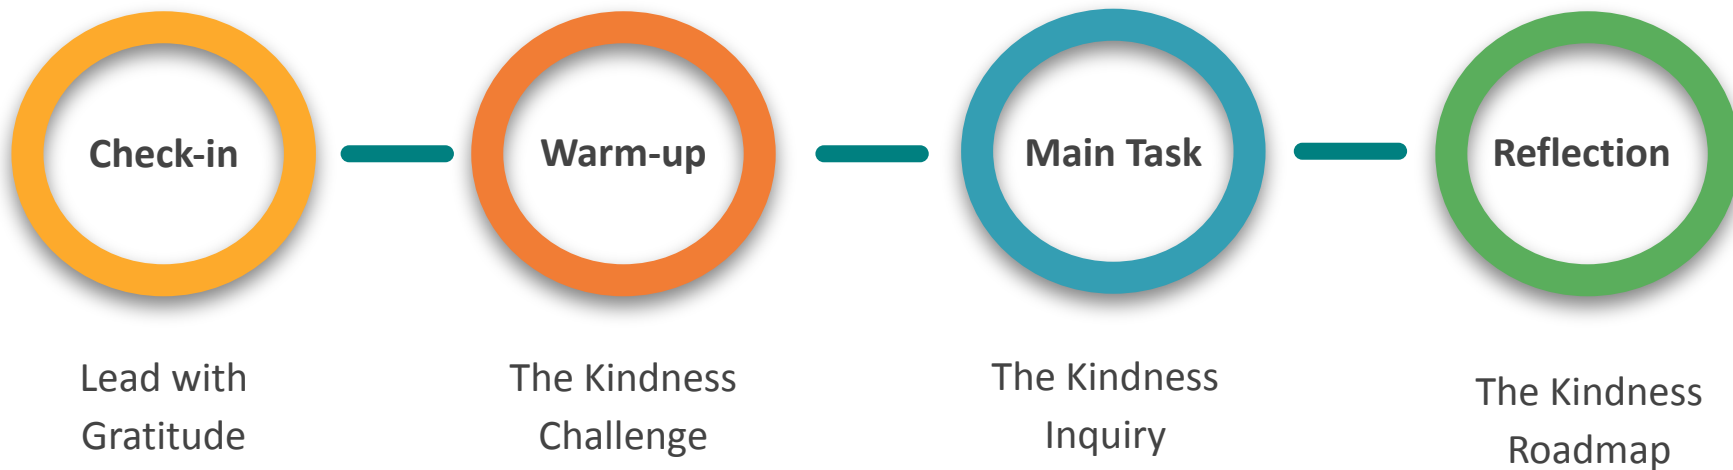 Check-in
Warm-up
Main Task
Reflection
Lead with
Gratitude
The Kindness
Challenge
The Kindness
Inquiry
The Kindness
Roadmap